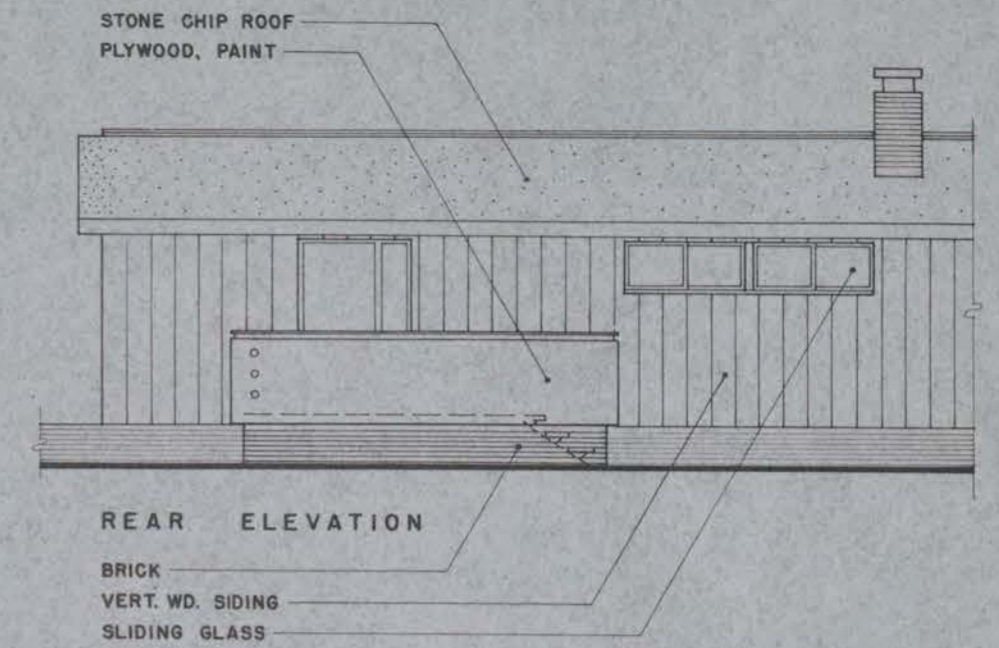 STONE CHIP ROOF
PLYWOOD, PAINT
REAR ELEVATION
BRICK
VERT. WD. SIDING
SLIDING GLASS